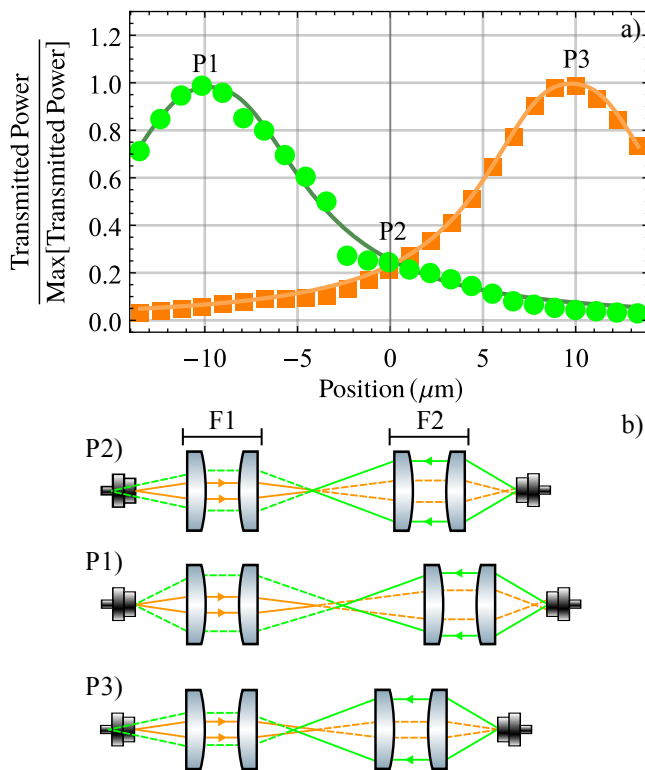 a)
1.2
1.0
0.8
0.6
0.4
0.2
0.0
Transmitted Power
Max[Transmitted Power]
P1
P2
P3
−10
−5
0
5
10
Position (μm)
b)
F1
F2
P2)
P1)
P3)